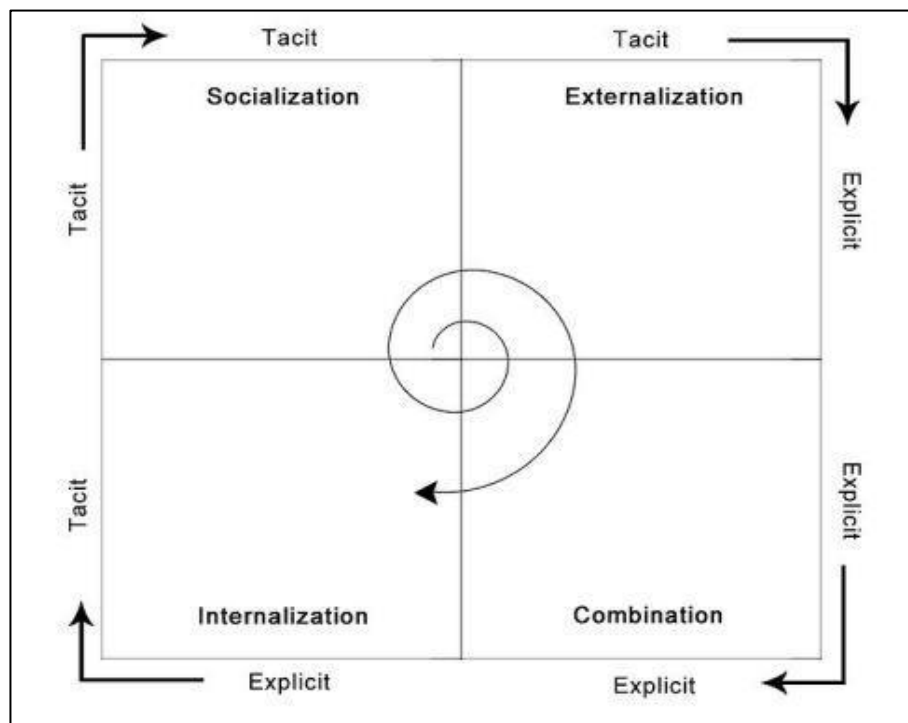 Tacit
Tacit
Socialization
Externalization
Tacit
Explicit
Tacit
Explicit
Internalization
Combination
Explicit
Explicit